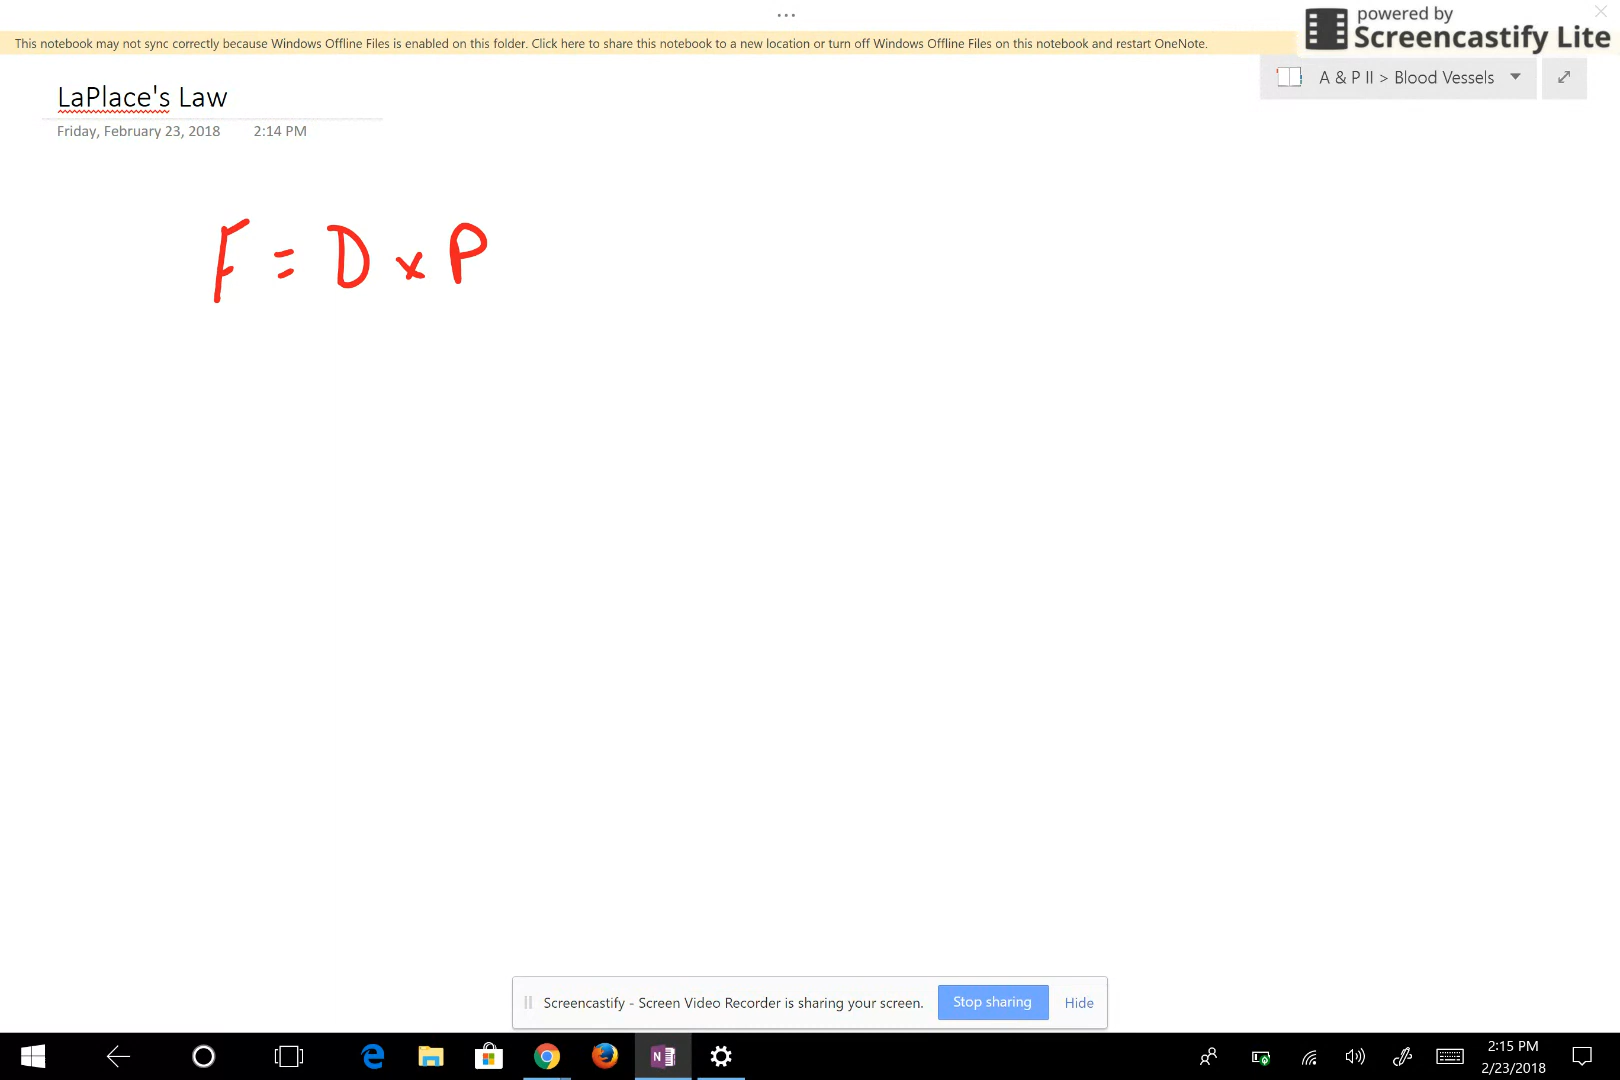 ...
powered by
Screencastify Lite
This notebook may not sync correctly because Windows Offline Files is enabled on this folder. Click here to share this notebook to a new location or turn off Windows Offline Files on this notebook and restart OneNote.
A & P II > Blood Vessels
LaPlace's Law
Friday, February 23, 2018 2:14 PM
F = D x P
Screencastify - Screen Video Recorder is sharing your screen. Stop sharing Hide
N
2:15 PM
2/23/2018